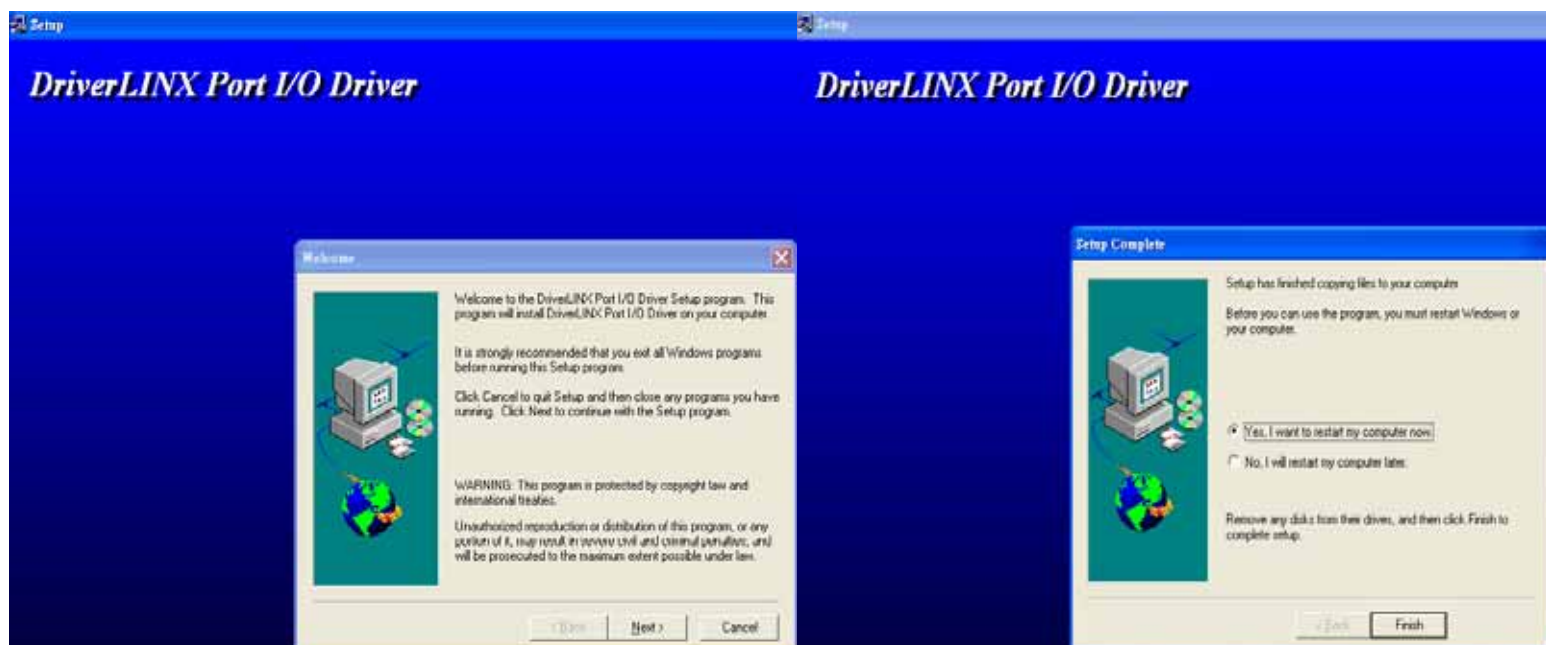 Setup
DriverLINX Port I/O Driver
Welcome
Welcome to the DriverLINX Port I/O Driver Setup program. This
program will install DriverLINX Port I/O Driver on your computer.
It is strongly recommended that you exit all Windows programs
before running this Setup program.
Click Cancel to quit Setup and then close any programs you have
running. Click Next to continue with the Setup program.
WARNING: This program is protected by copyright law and
international treaties.
Unauthorized reproduction or distribution of this program, or any
portion of it, may result in severe civil and criminal penalties, and
will be prosecuted to the maximum extent possible under law.
< Back
Next >
Cancel
Setup
DriverLINX Port I/O Driver
Setup Complete
Setup has finished copying files to your computer
Before you can use the program, you must restart Windows or
your computer.
Yes, I want to restart my computer now.
No, I will restart my computer later.
Remove any disks from their drives, and then click Finish to
complete setup.
< Back
Finish